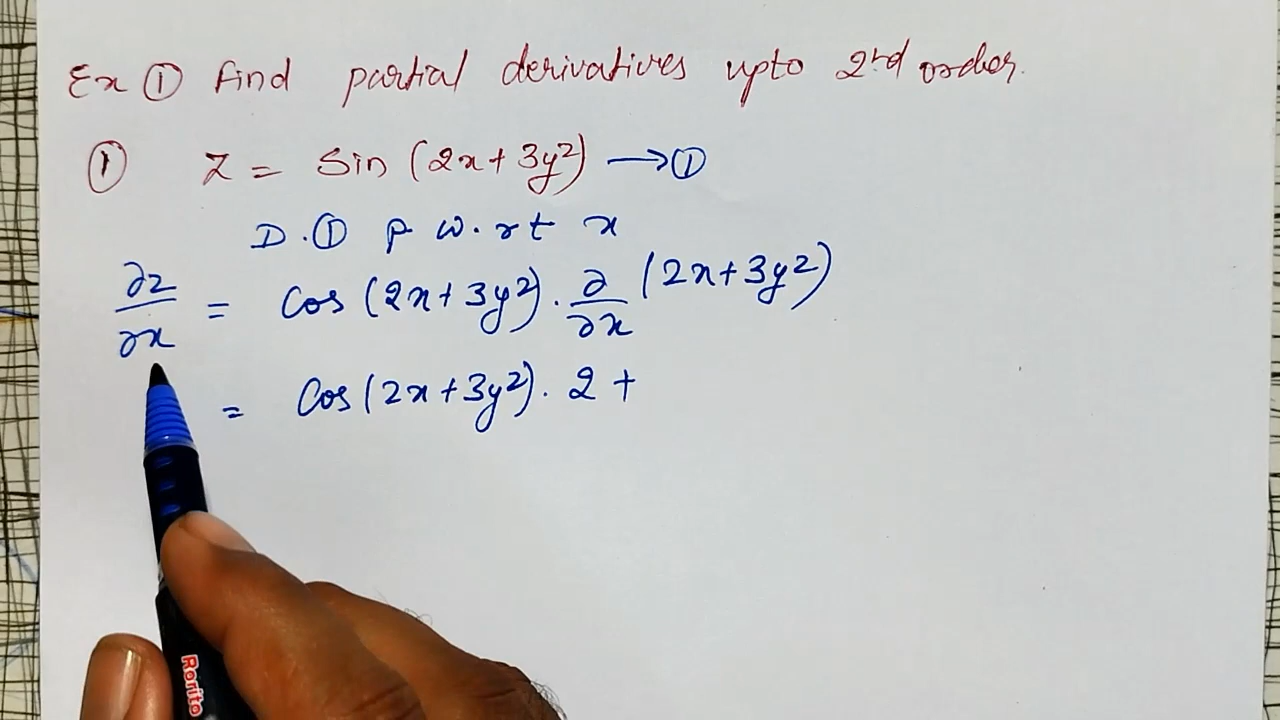 Ex ① Find partial derivatives upto 2nd order.
① z = Sin (2x+3y²) → ①
D.① p w.rt x
∂z/∂x = Cos (2x+3y²) . ∂/∂x (2x+3y²)
= Cos (2x+3y²) . 2 +
Rorito